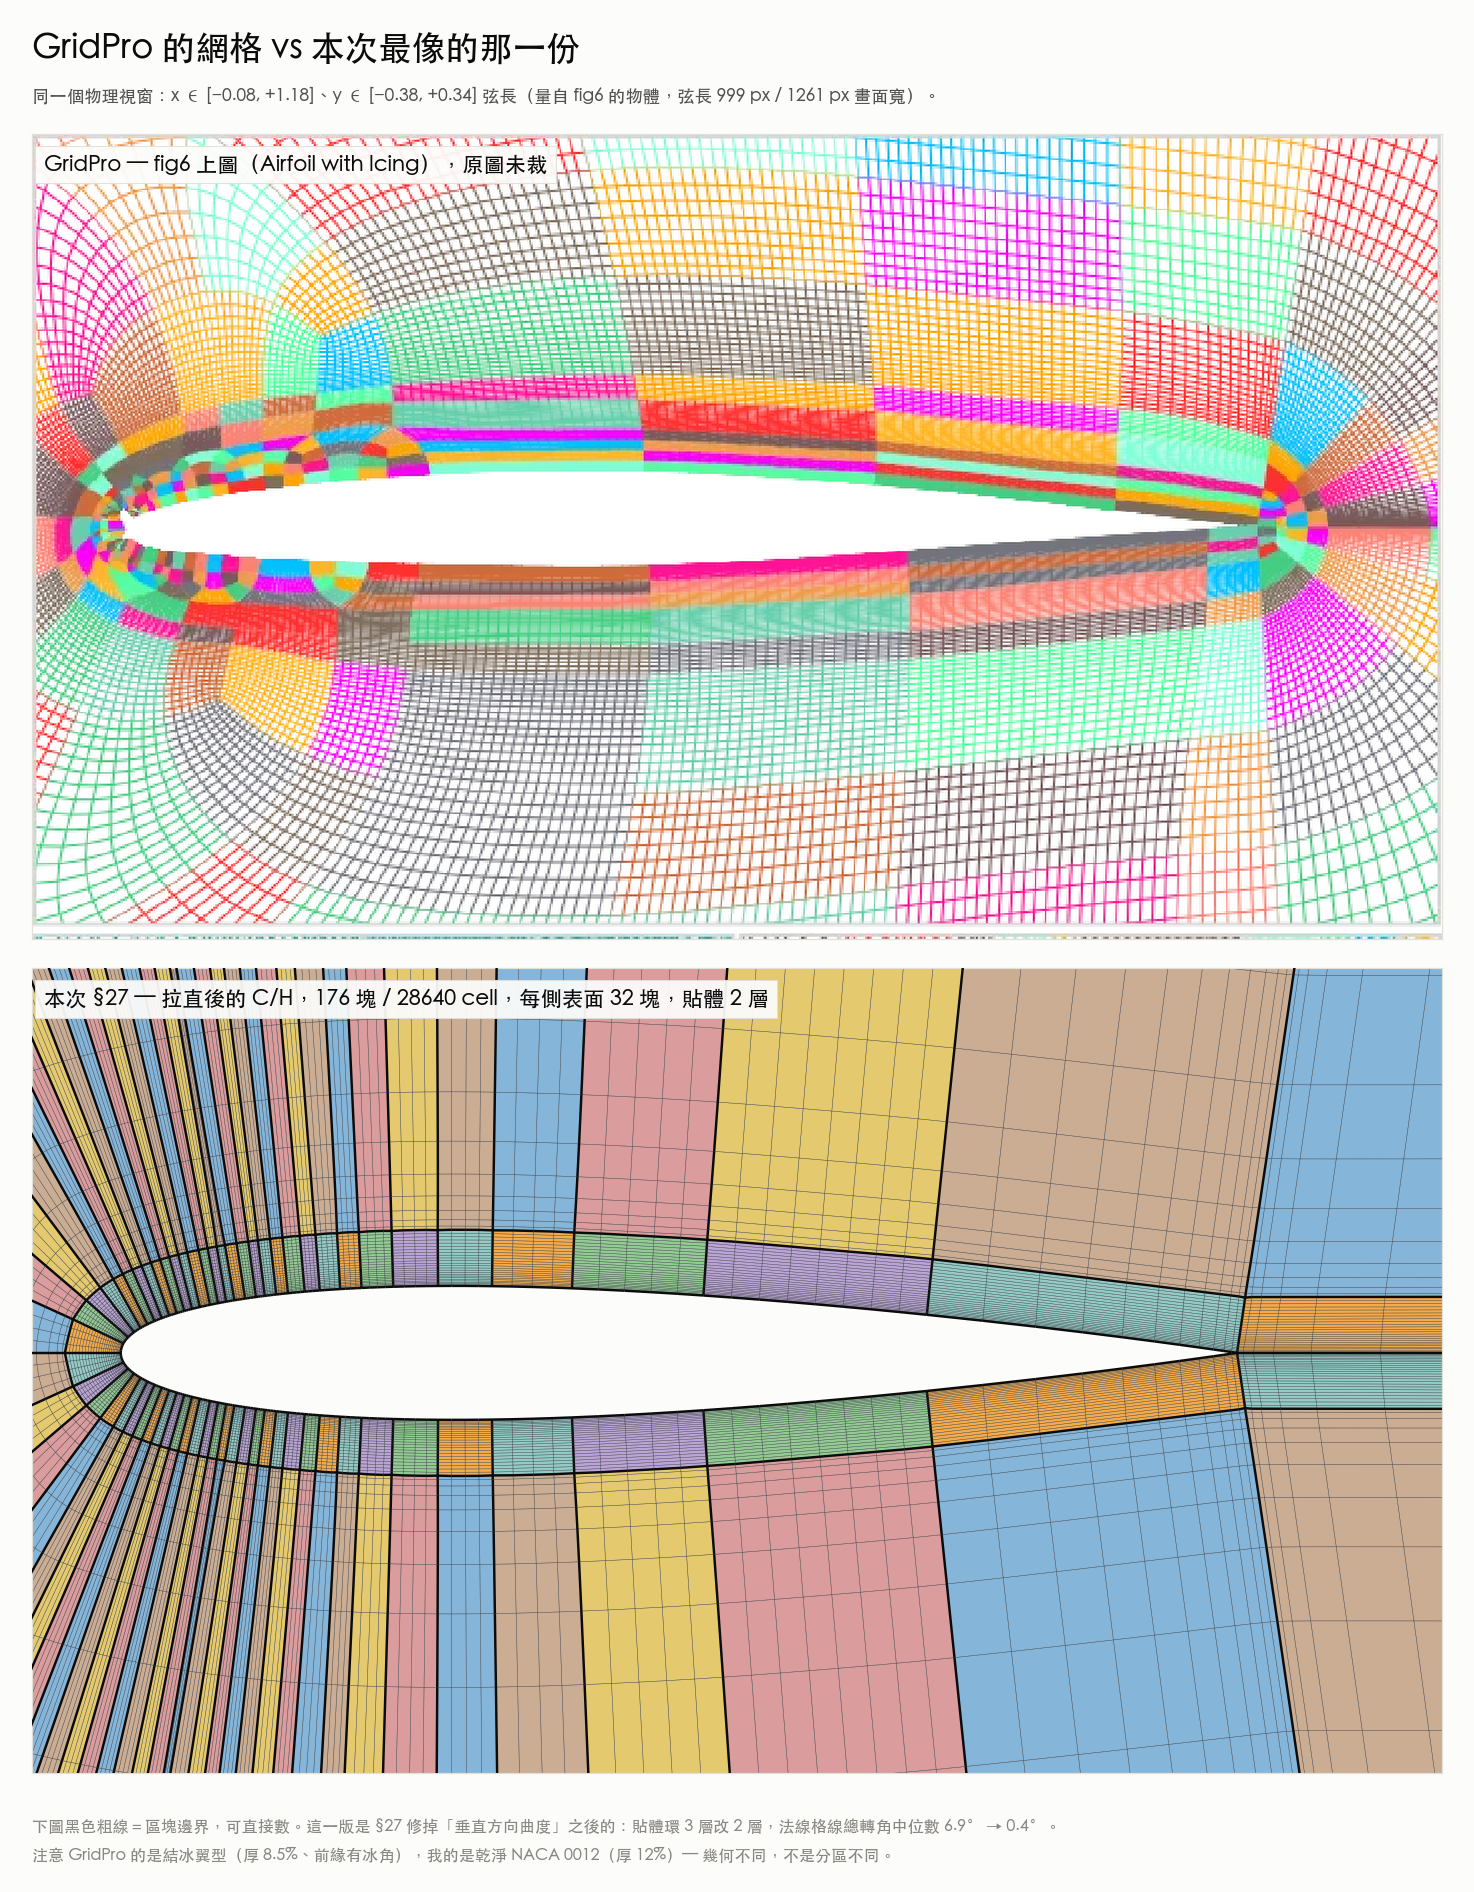 GridPro 的網格 vs 本次最像的那一份
同一個物理視窗：x ∈ [−0.08, +1.18]、y ∈ [−0.38, +0.34] 弦長（量自 fig6 的物體，弦長 999 px / 1261 px 畫面寬）。
GridPro — fig6 上圖（Airfoil with Icing），原圖未裁
本次 §27 — 拉直後的 C/H，176 塊 / 28640 cell，每側表面 32 塊，貼體 2 層
下圖黑色粗線＝區塊邊界，可直接數。這一版是 §27 修掉「垂直方向曲度」之後的：貼體環 3 層改 2 層，法線格線總轉角中位數 6.9° → 0.4°。
注意 GridPro 的是結冰翼型（厚 8.5%、前緣有冰角），我的是乾淨 NACA 0012（厚 12%）— 幾何不同，不是分區不同。